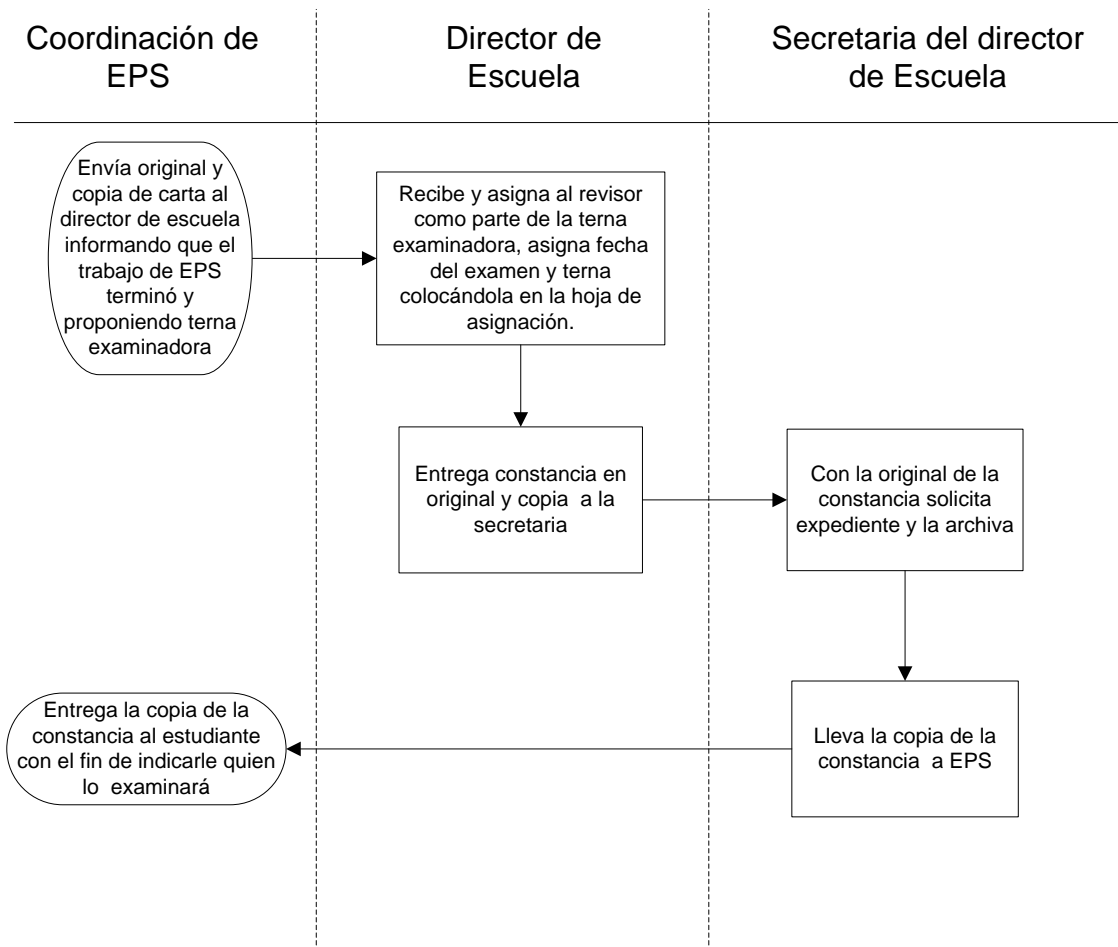 Coordinación de
EPS
Director de
Escuela
Secretaria del director
de Escuela
Envía original y
copia de carta al
director de escuela
informando que el
trabajo de EPS
terminó y
proponiendo terna
examinadora
Recibe y asigna al revisor
como parte de la terna
examinadora, asigna fecha
del examen y terna
colocándola en la hoja de
asignación.
Entrega constancia en
original y copia a la
secretaria
Con la original de la
constancia solicita
expediente y la archiva
Lleva la copia de la
constancia a EPS
Entrega la copia de la
constancia al estudiante
con el fin de indicarle quien
lo examinará